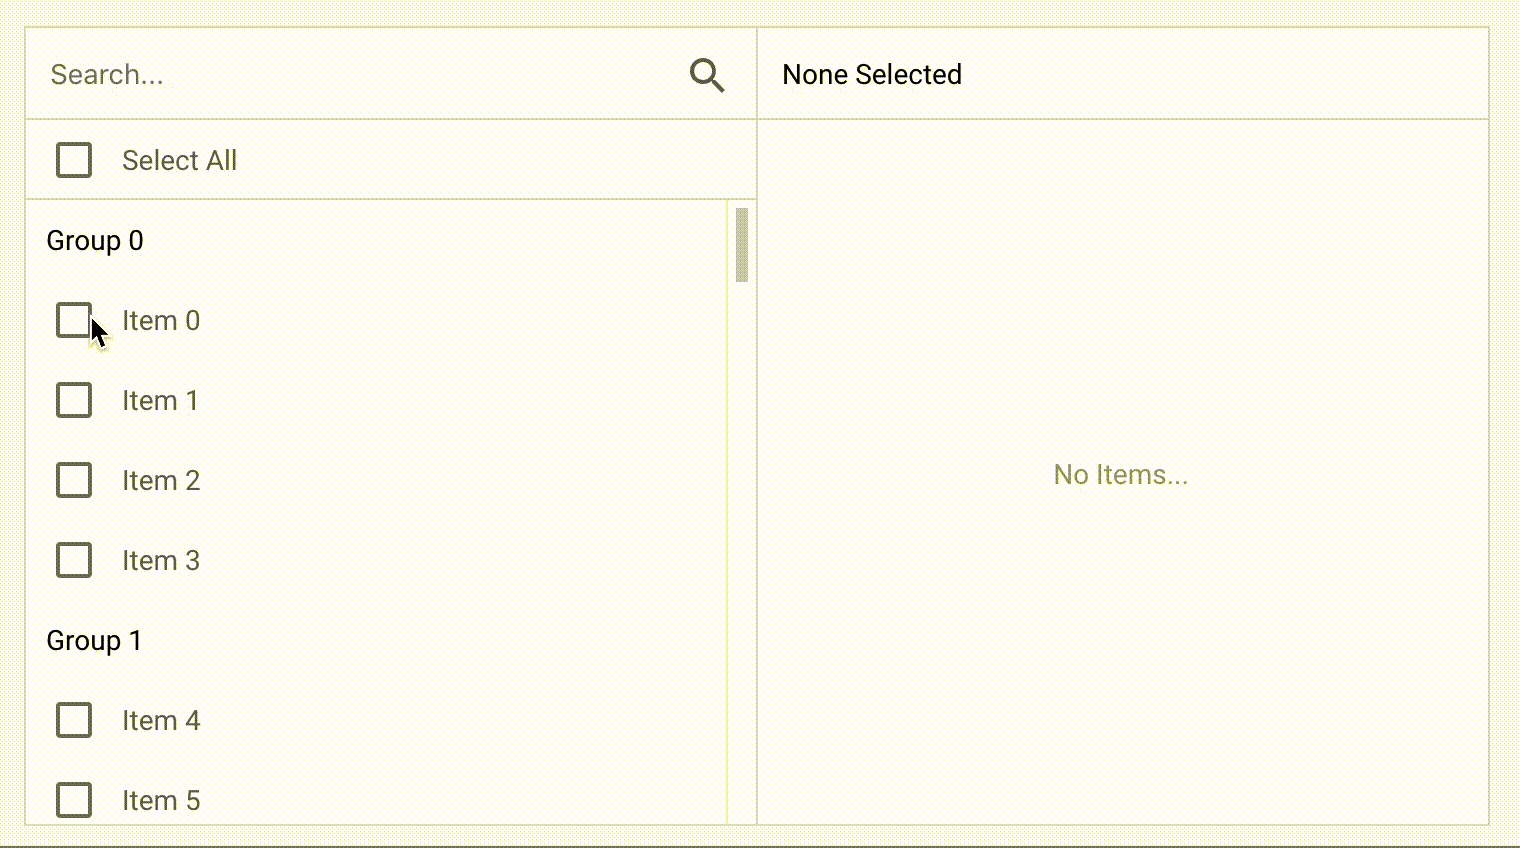 Search...
None Selected
Select All
Group 0
Item 0
Item 1
Item 2
Item 3
Group 1
Item 4
Item 5
No Items...